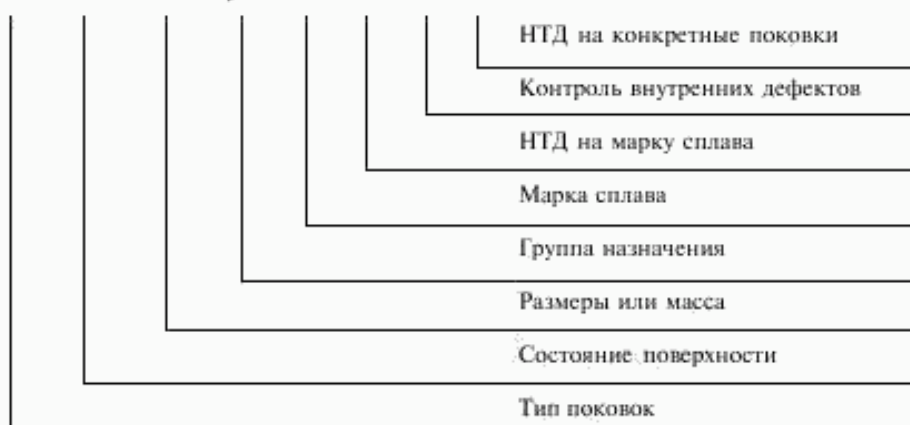 НТД на конкретные поковки
Контроль внутренних дефектов
НТД на марку сплава
Марка сплава
Группа назначения
Размеры или масса
Состояние поверхности
Тип поковок